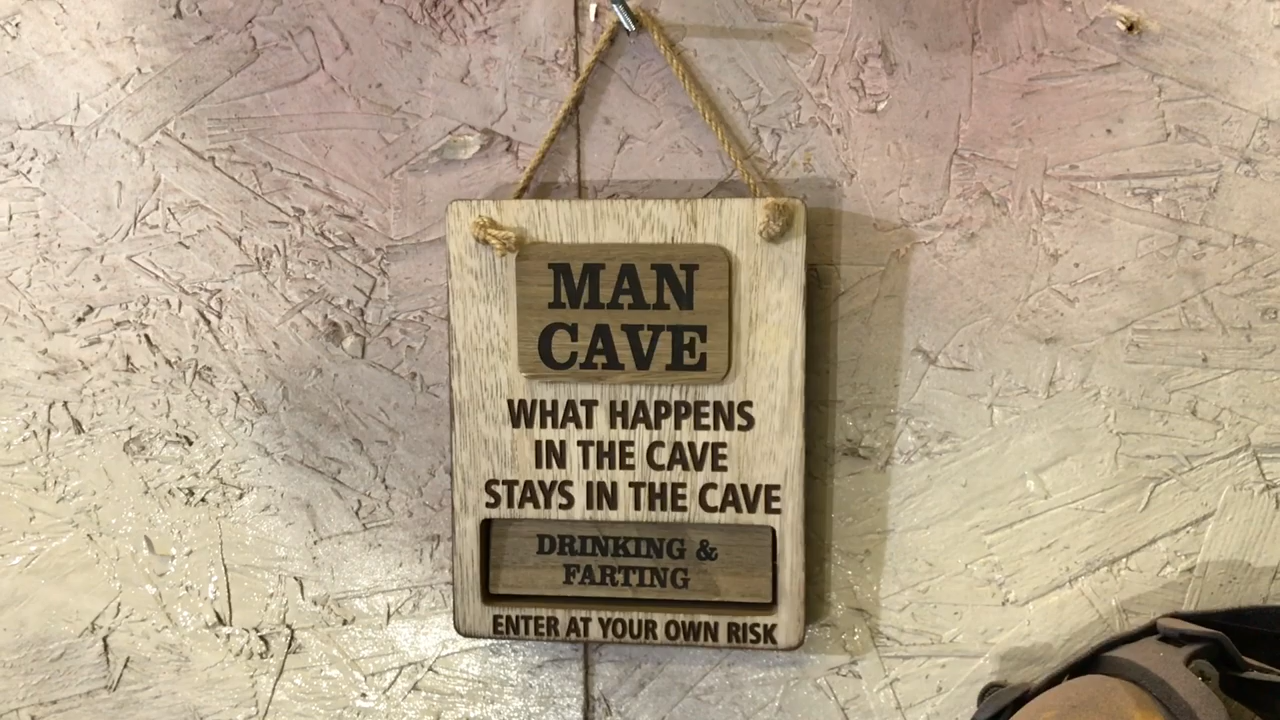 MAN
CAVE
WHAT HAPPENS
IN THE CAVE
STAYS IN THE CAVE
DRINKING &
FARTING
ENTER AT YOUR OWN RISK